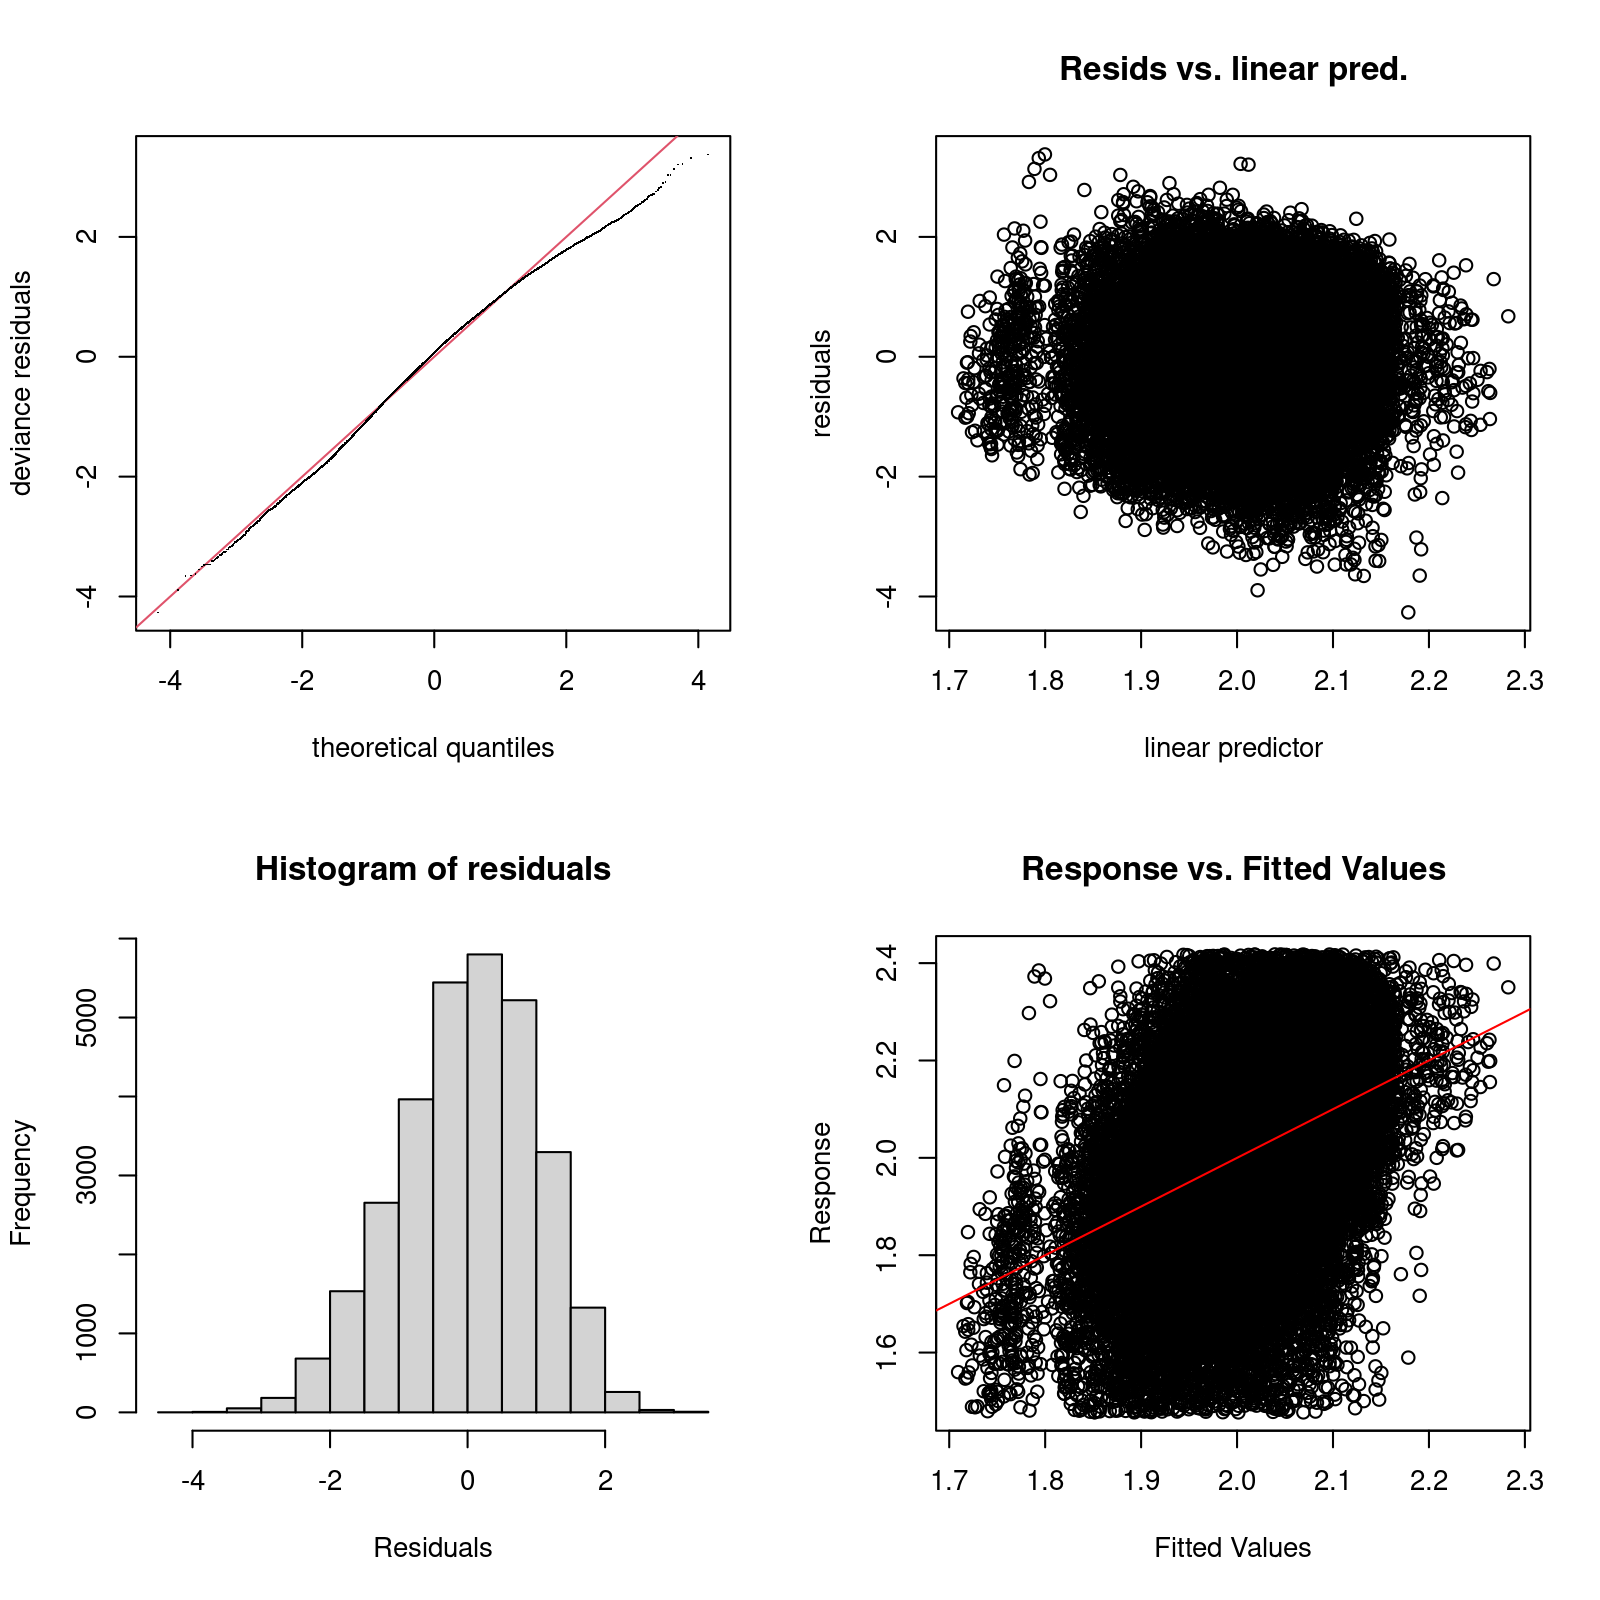 deviance residuals
2
0
-2
-4
-4 -2 0 2 4
theoretical quantiles
Resids vs. linear pred.
residuals
2
0
-2
-4
1.7 1.8 1.9 2.0 2.1 2.2 2.3
linear predictor
Histogram of residuals
Frequency
5000
3000
1000
0
-4 -2 0 2
Residuals
Response vs. Fitted Values
Response
2.4
2.2
2.0
1.8
1.6
1.7 1.8 1.9 2.0 2.1 2.2 2.3
Fitted Values